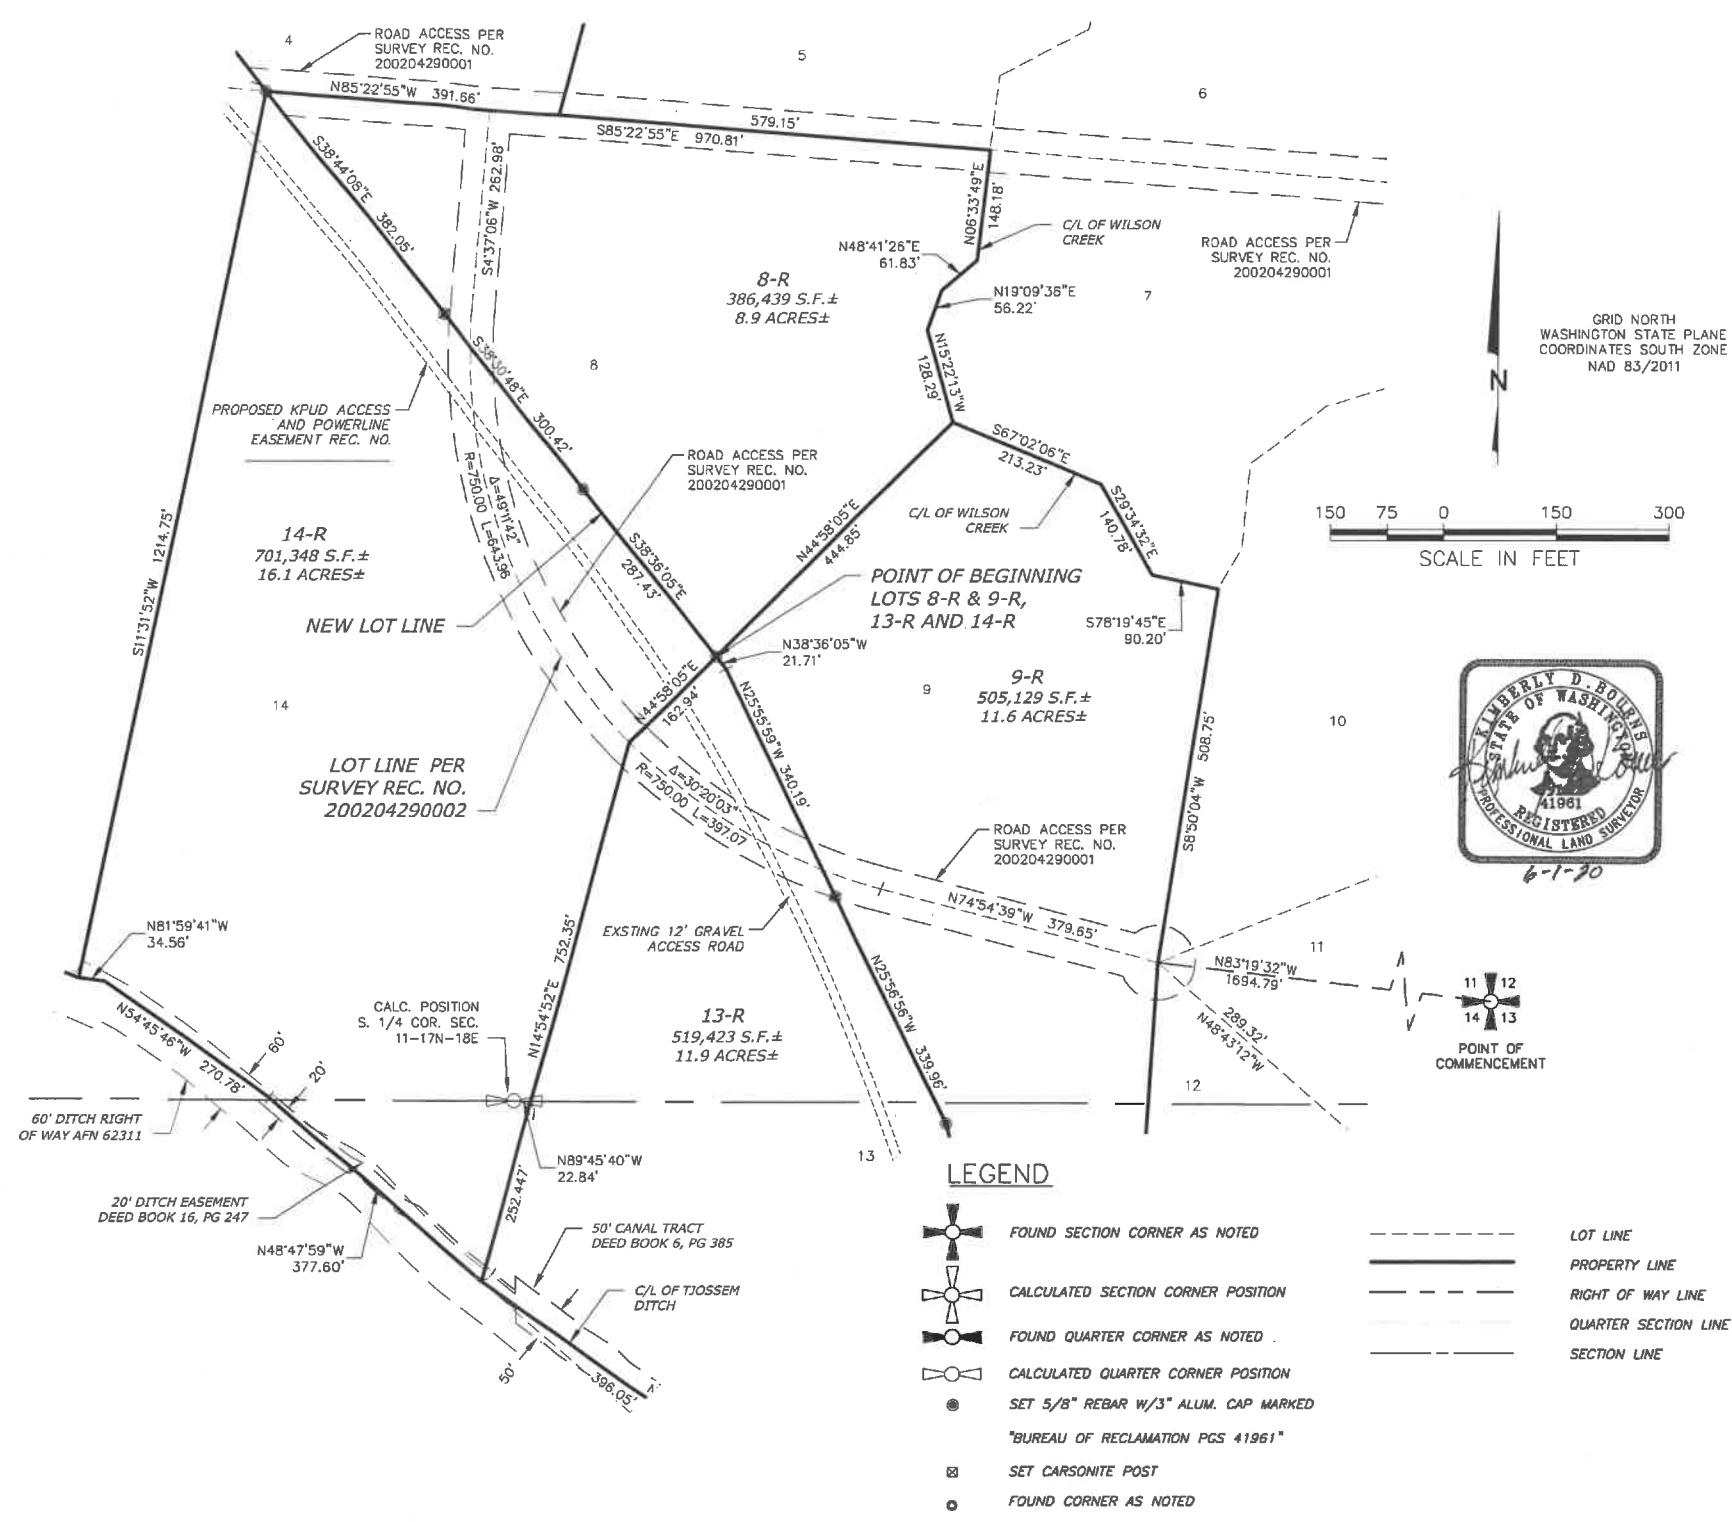 4
ROAD ACCESS PER
SURVEY REC. NO.
200204290001
5
6
N85°22'55"W 391.66'
579.15'
S85°22'55"E 970.81'
S38°44'08"E 382.05'
S4°37'06"W 262.98'
N06°33'49"E
148.18'
C/L OF WILSON
CREEK
N48°41'26"E
61.83'
ROAD ACCESS PER
SURVEY REC. NO.
200204290001
8-R
386,439 S.F.±
8.9 ACRES±
N19°09'36"E
56.22'
7
GRID NORTH
WASHINGTON STATE PLANE
COORDINATES SOUTH ZONE
NAD 83/2011
N
S38°30'48"E 300.42'
8
N15°22'13"W
128.29'
PROPOSED KPUD ACCESS
AND POWERLINE
EASEMENT REC. NO.
S67°02'06"E
213.23'
ROAD ACCESS PER
SURVEY REC. NO.
200204290001
R=750.00 L=643.96
Δ=49°11'42"
C/L OF WILSON
CREEK
S29°34'32"E
140.78'
150 75 0 150 300
SCALE IN FEET
S11°31'52"W 1214.75'
14-R
701,348 S.F.±
16.1 ACRES±
N44°58'05"E
444.85'
S38°36'05"E
287.43'
POINT OF BEGINNING
LOTS 8-R & 9-R,
13-R AND 14-R
NEW LOT LINE
S78°19'45"E
90.20'
N38°36'05"W
21.71'
N44°58'05"E
162.94'
9-R
505,129 S.F.±
11.6 ACRES±
9
14
10
KIMBERLY D. BOURNS
STATE OF WASHINGTON
41961
REGISTERED
PROFESSIONAL LAND SURVEYOR
6-1-20
N25°55'59"W 340.19'
S8°50'04"W 508.75'
LOT LINE PER
SURVEY REC. NO.
200204290002
Δ=30°20'03"
R=750.00 L=397.07
ROAD ACCESS PER
SURVEY REC. NO.
200204290001
N74°54'39"W 379.65'
N81°59'41"W
34.56'
EXSTING 12' GRAVEL
ACCESS ROAD
N14°54'52"E 752.35'
11
N83°19'32"W
1694.79'
11 12
14 13
POINT OF
COMMENCEMENT
N25°56'56"W 339.96'
CALC. POSITION
S. 1/4 COR. SEC.
11-17N-18E
13-R
519,423 S.F.±
11.9 ACRES±
289.32'
N48°43'12"W
N54°45'46"W 270.78'
60'
20'
12
60' DITCH RIGHT
OF WAY AFN 62311
13
N89°45'40"W
22.84'
252.447'
20' DITCH EASEMENT
DEED BOOK 16, PG 247
N48°47'59"W
377.60'
50' CANAL TRACT
DEED BOOK 6, PG 385
C/L OF TJOSSEM
DITCH
50'
396.05'
N
LEGEND
FOUND SECTION CORNER AS NOTED
CALCULATED SECTION CORNER POSITION
FOUND QUARTER CORNER AS NOTED
CALCULATED QUARTER CORNER POSITION
SET 5/8" REBAR W/3" ALUM. CAP MARKED
"BUREAU OF RECLAMATION PGS 41961"
SET CARSONITE POST
FOUND CORNER AS NOTED
LOT LINE
PROPERTY LINE
RIGHT OF WAY LINE
QUARTER SECTION LINE
SECTION LINE